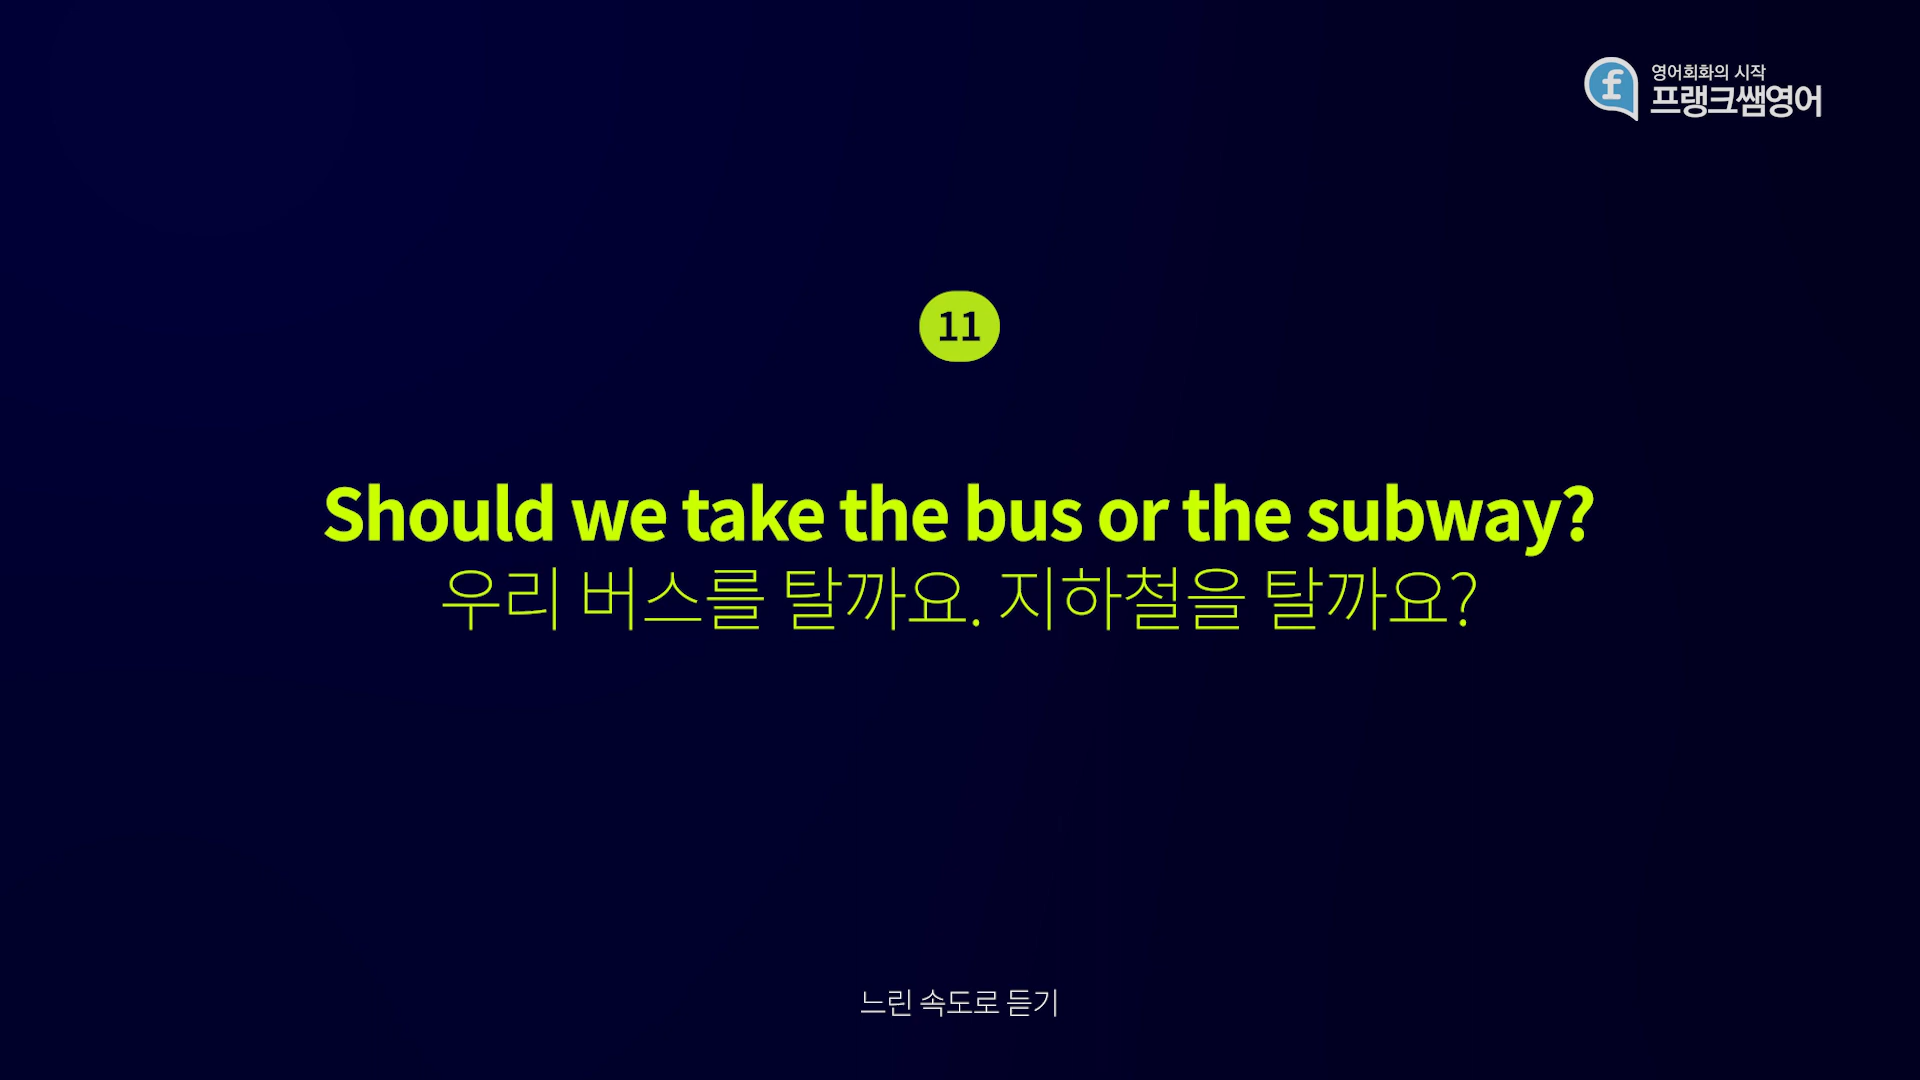 영어회화의 시작
프랭크쌤영어
11
Should we take the bus or the subway?
우리 버스를 탈까요. 지하철을 탈까요?
느린 속도로 듣기